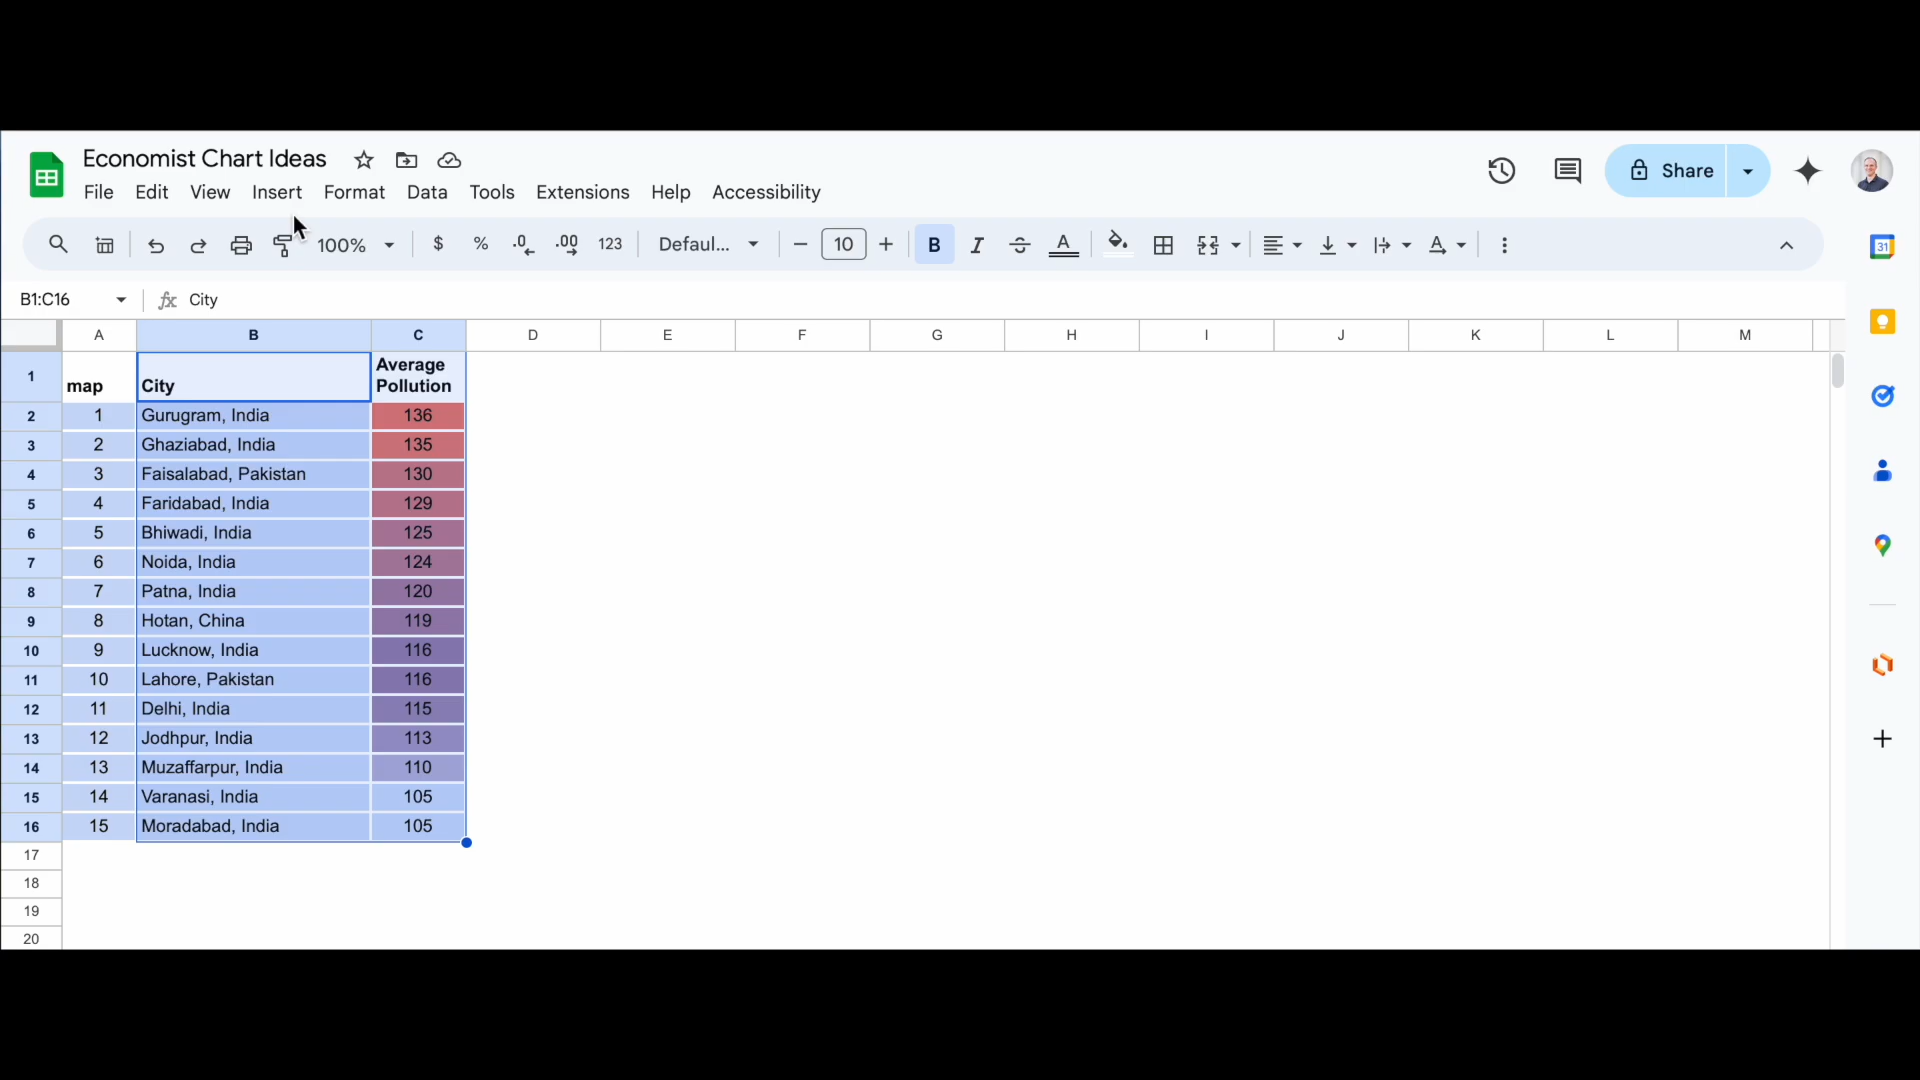 Economist Chart Ideas
File Edit View Insert Format Data Tools Extensions Help Accessibility
Share
100% $ % .0 .00 123 Defaul... 10 B I S A A
31
B1:C16 fx City
A B C D E F G H I J K L M
1 map City Average Pollution
2 1 Gurugram, India 136
3 2 Ghaziabad, India 135
4 3 Faisalabad, Pakistan 130
5 4 Faridabad, India 129
6 5 Bhiwadi, India 125
7 6 Noida, India 124
8 7 Patna, India 120
9 8 Hotan, China 119
10 9 Lucknow, India 116
11 10 Lahore, Pakistan 116
12 11 Delhi, India 115
13 12 Jodhpur, India 113
14 13 Muzaffarpur, India 110
15 14 Varanasi, India 105
16 15 Moradabad, India 105
17
18
19
20